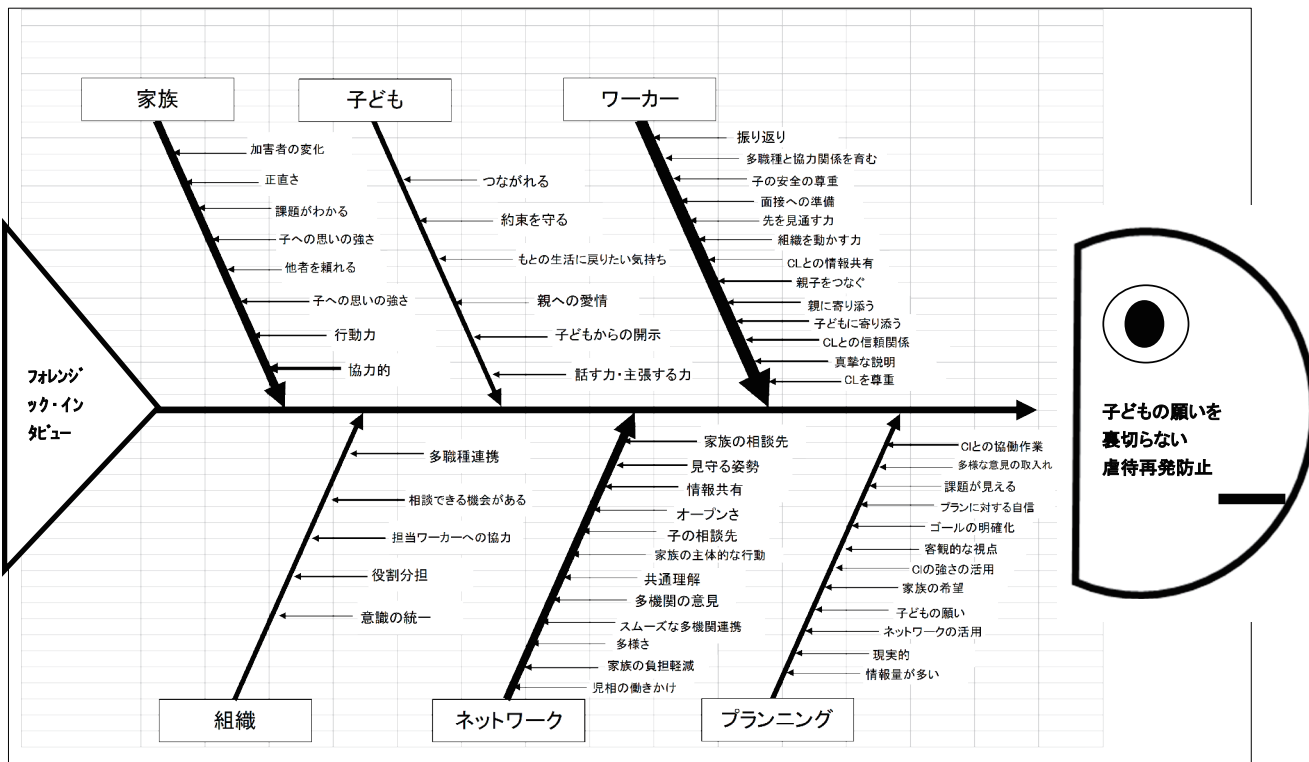 家族
子ども
ワーカー
加害者の変化
正直さ
課題がわかる
子への思いの強さ
他者を頼れる
子への思いの強さ
行動力
協力的
つながれる
約束を守る
もとの生活に戻りたい気持ち
親への愛情
子どもからの開示
話す力・主張する力
振り返り
多職種と協力関係を育む
子の安全の尊重
面接への準備
先を見通す力
組織を動かす力
CLとの情報共有
親子をつなぐ
親に寄り添う
子どもに寄り添う
CLとの信頼関係
真摯な説明
CLを尊重
フォレンジ
ック・イン
タビュー
子どもの願いを
裏切らない
虐待再発防止
多職種連携
相談できる機会がある
担当ワーカーへの協力
役割分担
意識の統一
家族の相談先
見守る姿勢
情報共有
オープンさ
子の相談先
家族の主体的な行動
共通理解
多機関の意見
スムーズな多機関連携
多様さ
家族の負担軽減
児相の働きかけ
CIとの協働作業
多様な意見の取入れ
課題が見える
プランに対する自信
ゴールの明確化
客観的な視点
CIの強さの活用
家族の希望
子どもの願い
ネットワークの活用
現実的
情報量が多い
組織
ネットワーク
プランニング